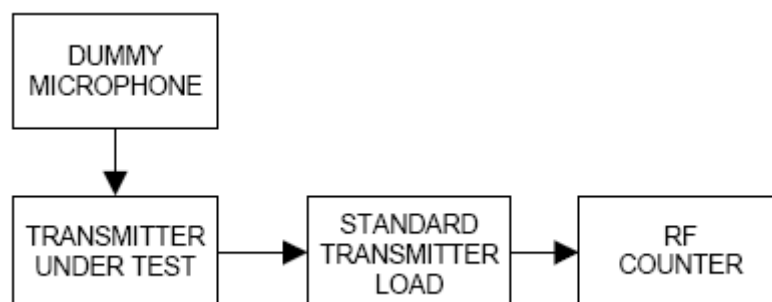 DUMMY
MICROPHONE
TRANSMITTER
UNDER TEST
STANDARD
TRANSMITTER
LOAD
RF
COUNTER